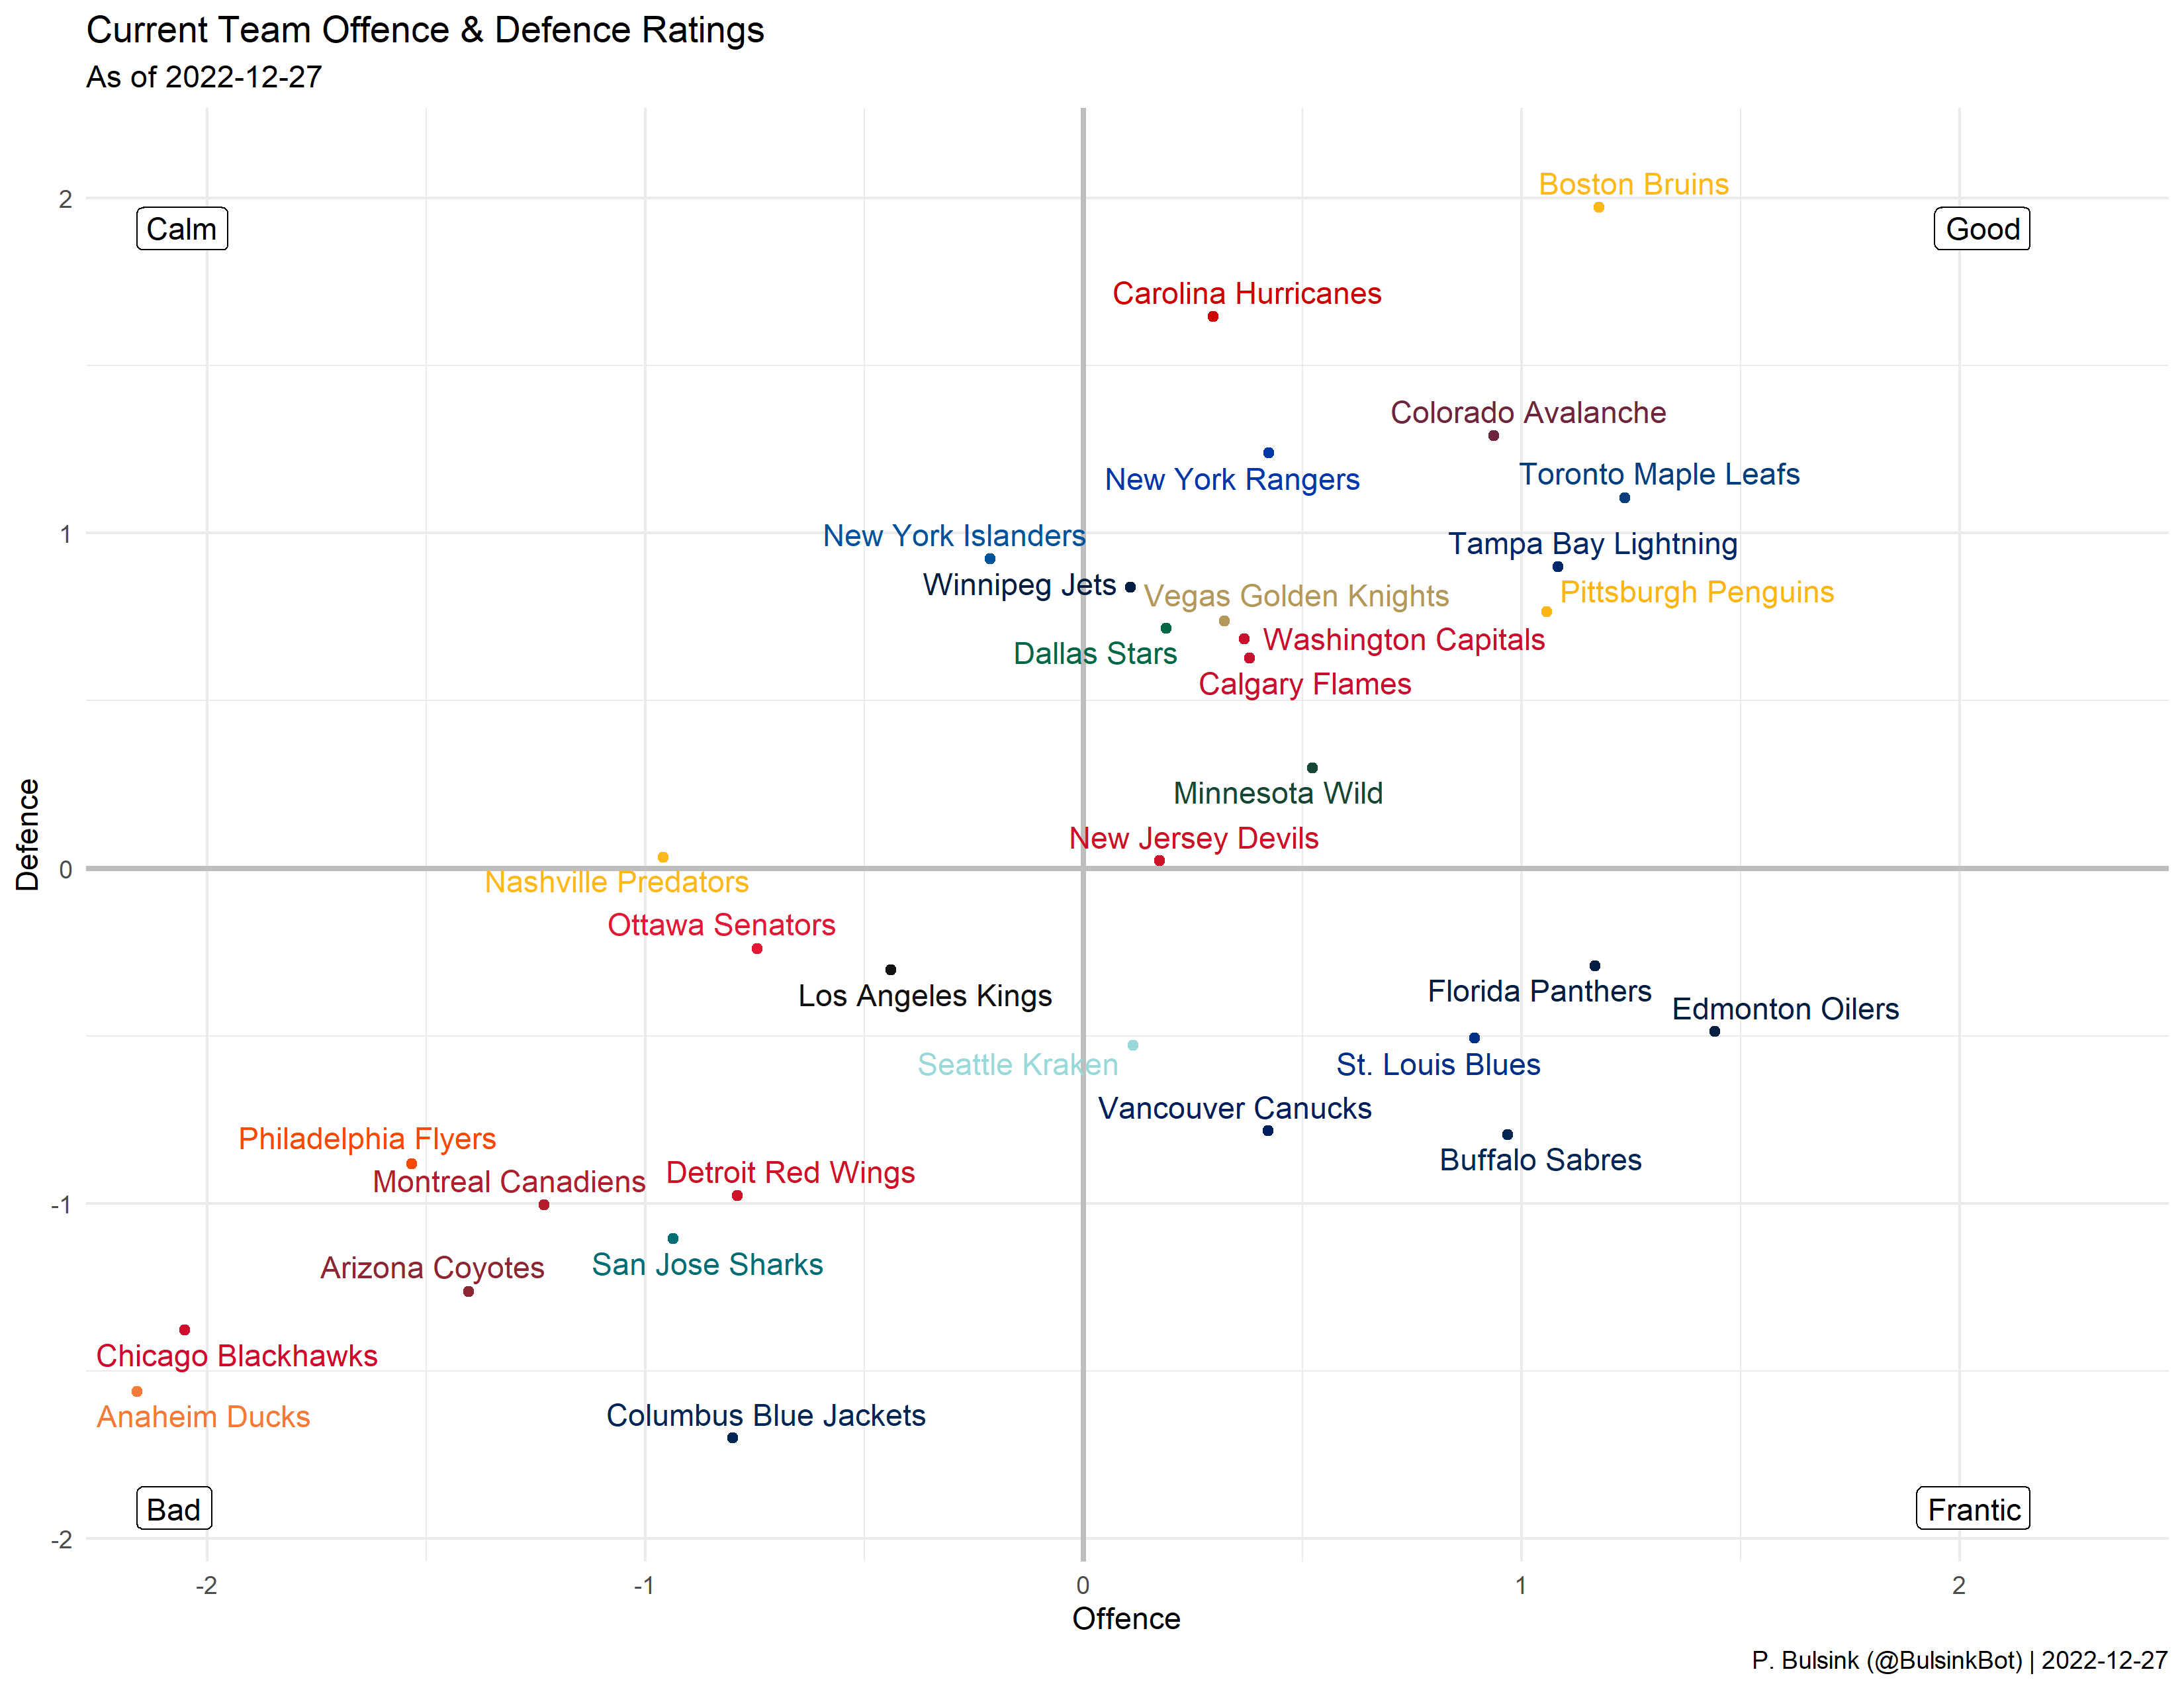 Current Team Offence & Defence Ratings
As of 2022-12-27
Boston Bruins
2
Calm
Good
Carolina Hurricanes
Colorado Avalanche
Toronto Maple Leafs
New York Rangers
1
New York Islanders
Tampa Bay Lightning
Winnipeg Jets
Vegas Golden Knights
Pittsburgh Penguins
Dallas Stars
Washington Capitals
Calgary Flames
Minnesota Wild
New Jersey Devils
Defence
0
Nashville Predators
Ottawa Senators
Los Angeles Kings
Florida Panthers
Edmonton Oilers
Seattle Kraken
St. Louis Blues
Vancouver Canucks
Philadelphia Flyers
Buffalo Sabres
Montreal Canadiens
Detroit Red Wings
-1
Arizona Coyotes
San Jose Sharks
Chicago Blackhawks
Anaheim Ducks
Columbus Blue Jackets
Bad
Frantic
-2
-2
-1
0
1
2
Offence
P. Bulsink (@BulsinkBot) | 2022-12-27